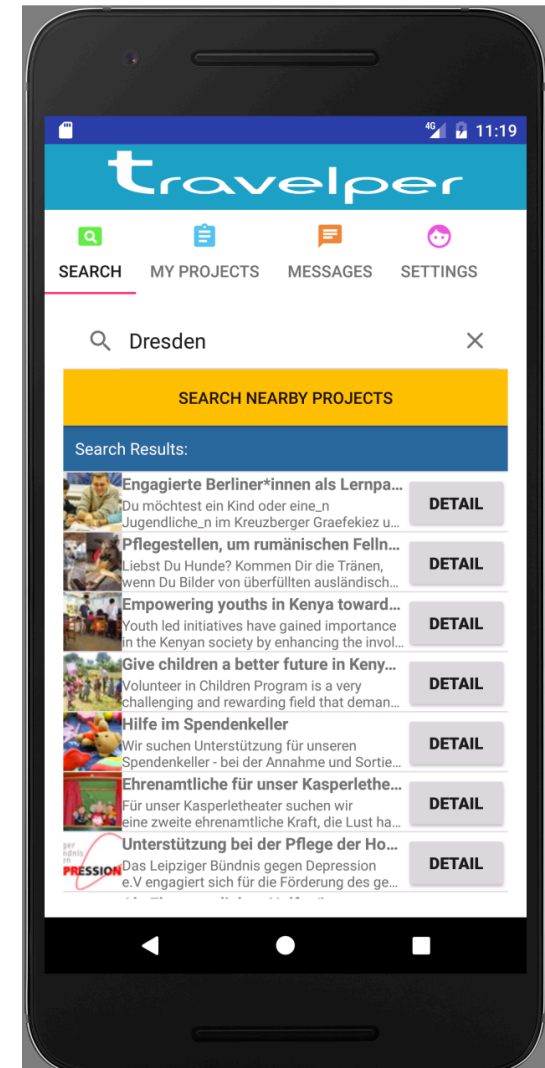 4G 11:19
travelper
SEARCH MY PROJECTS MESSAGES SETTINGS
Dresden
SEARCH NEARBY PROJECTS
Search Results:
Engagierte Berliner*innen als Lernpa...
Du möchtest ein Kind oder eine_n
Jugendliche_n im Kreuzberger Graefekiez u...
DETAIL
Pflegestellen, um rumänischen Felln...
Liebst Du Hunde? Kommen Dir die Tränen,
wenn Du Bilder von überfüllten ausländisch...
DETAIL
Empowering youths in Kenya toward...
Youth led initiatives have gained importance
in the Kenyan society by enhancing the invol...
DETAIL
Give children a better future in Keny...
Volunteer in Children Program is a very
challenging and rewarding field that deman...
DETAIL
Hilfe im Spendenkeller
Wir suchen Unterstützung für unseren
Spendenkeller - bei der Annahme und Sortie...
DETAIL
Ehrenamtliche für unser Kasperlethe...
Für unser Kasperletheater suchen wir
eine zweite ehrenamtliche Kraft, die Lust ha...
DETAIL
PRESSION
Unterstützung bei der Pflege der Ho...
Das Leipziger Bündnis gegen Depression
e.V engagiert sich für die Förderung des ge...
DETAIL